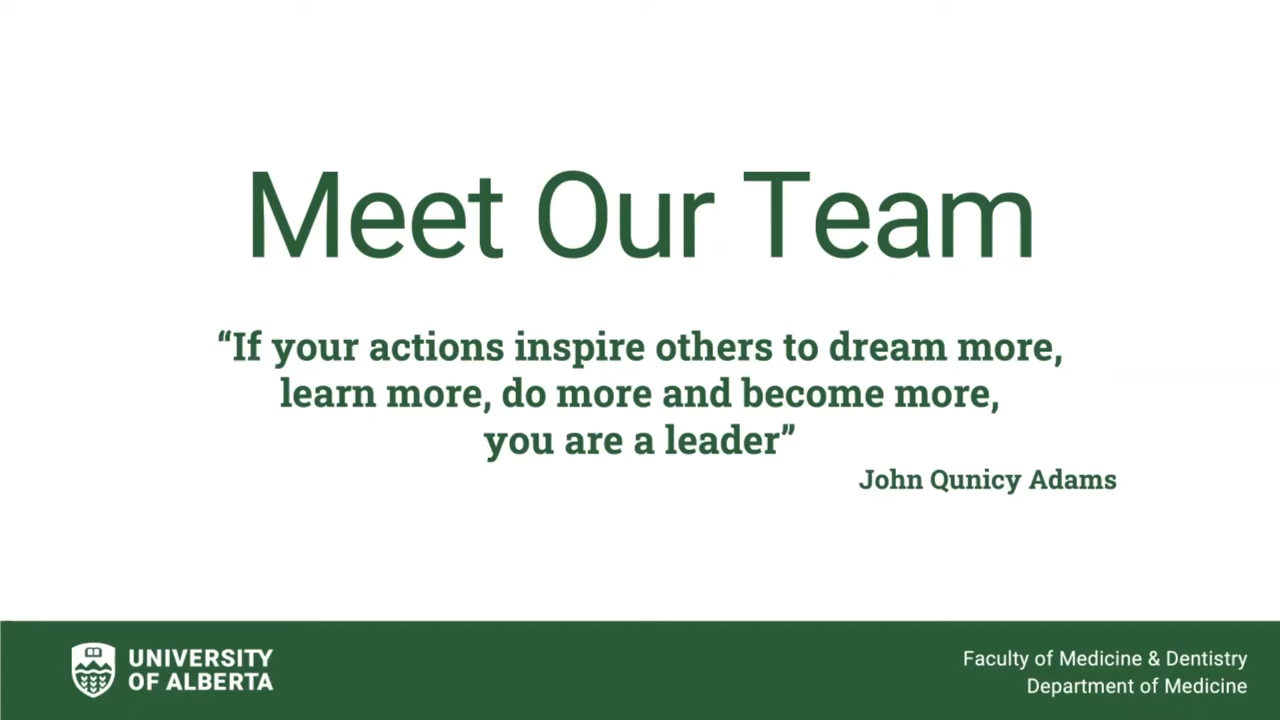 Meet Our Team
“If your actions inspire others to dream more,
learn more, do more and become more,
you are a leader”
John Qunicy Adams
UNIVERSITY
OF ALBERTA
Faculty of Medicine & Dentistry
Department of Medicine